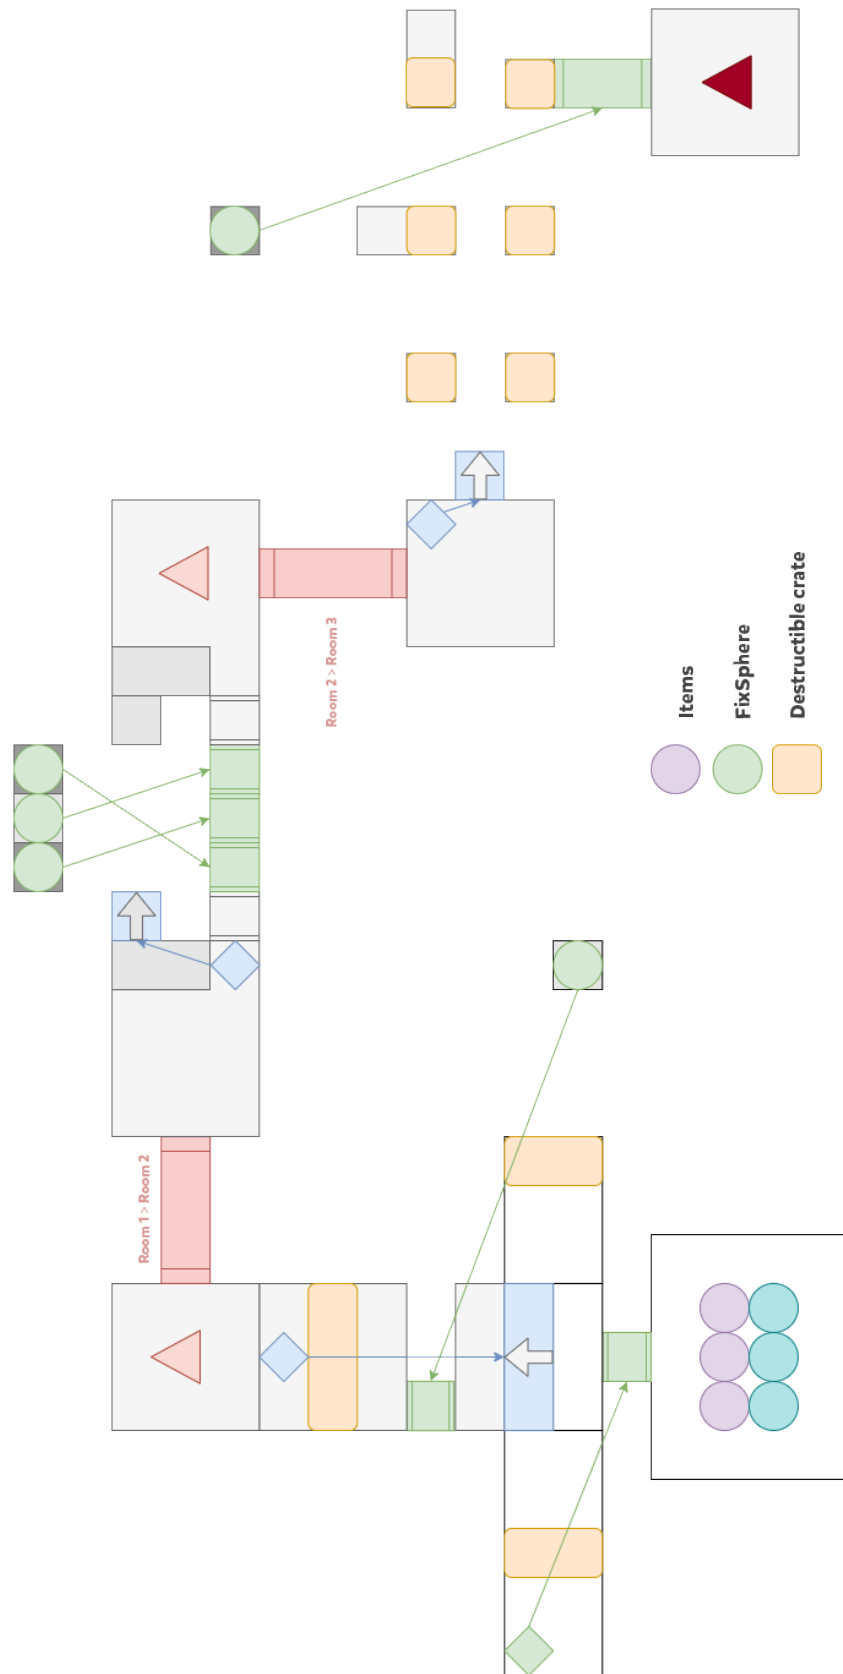 Room 1 > Room 2
Room 2 > Room 3
Items
FixSphere
Destructible crate